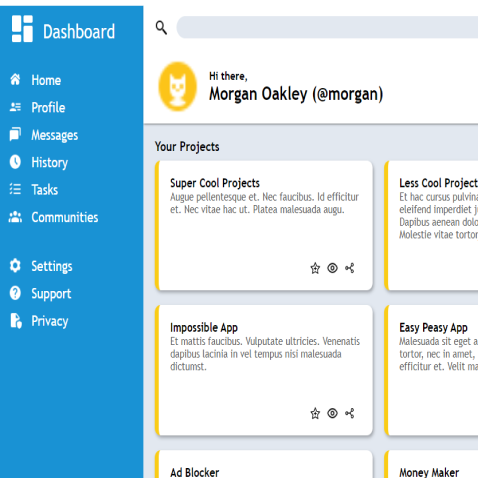 Dashboard
Home
Profile
Messages
History
Tasks
Communities
Settings
Support
Privacy
Hi there,
Morgan Oakley (@morgan)
Your Projects
Super Cool Projects
Augue pellentesque et. Nec faucibus. Id efficitur
et. Nec vitae hac ut. Platea malesuada augu.
Less Cool Project
Et hac cursus pulvina
eleifend imperdiet j
Dapibus aenean dolo
Molestie vitae tortor
Impossible App
Et mattis faucibus. Vulputate ultricies. Venenatis
dapibus lacinia in vel tempus nisi malesuada
dictumst.
Easy Peasy App
Malesuada sit eget a
tortor, nec in amet,
efficitur et. Velit ma
Ad Blocker
Money Maker